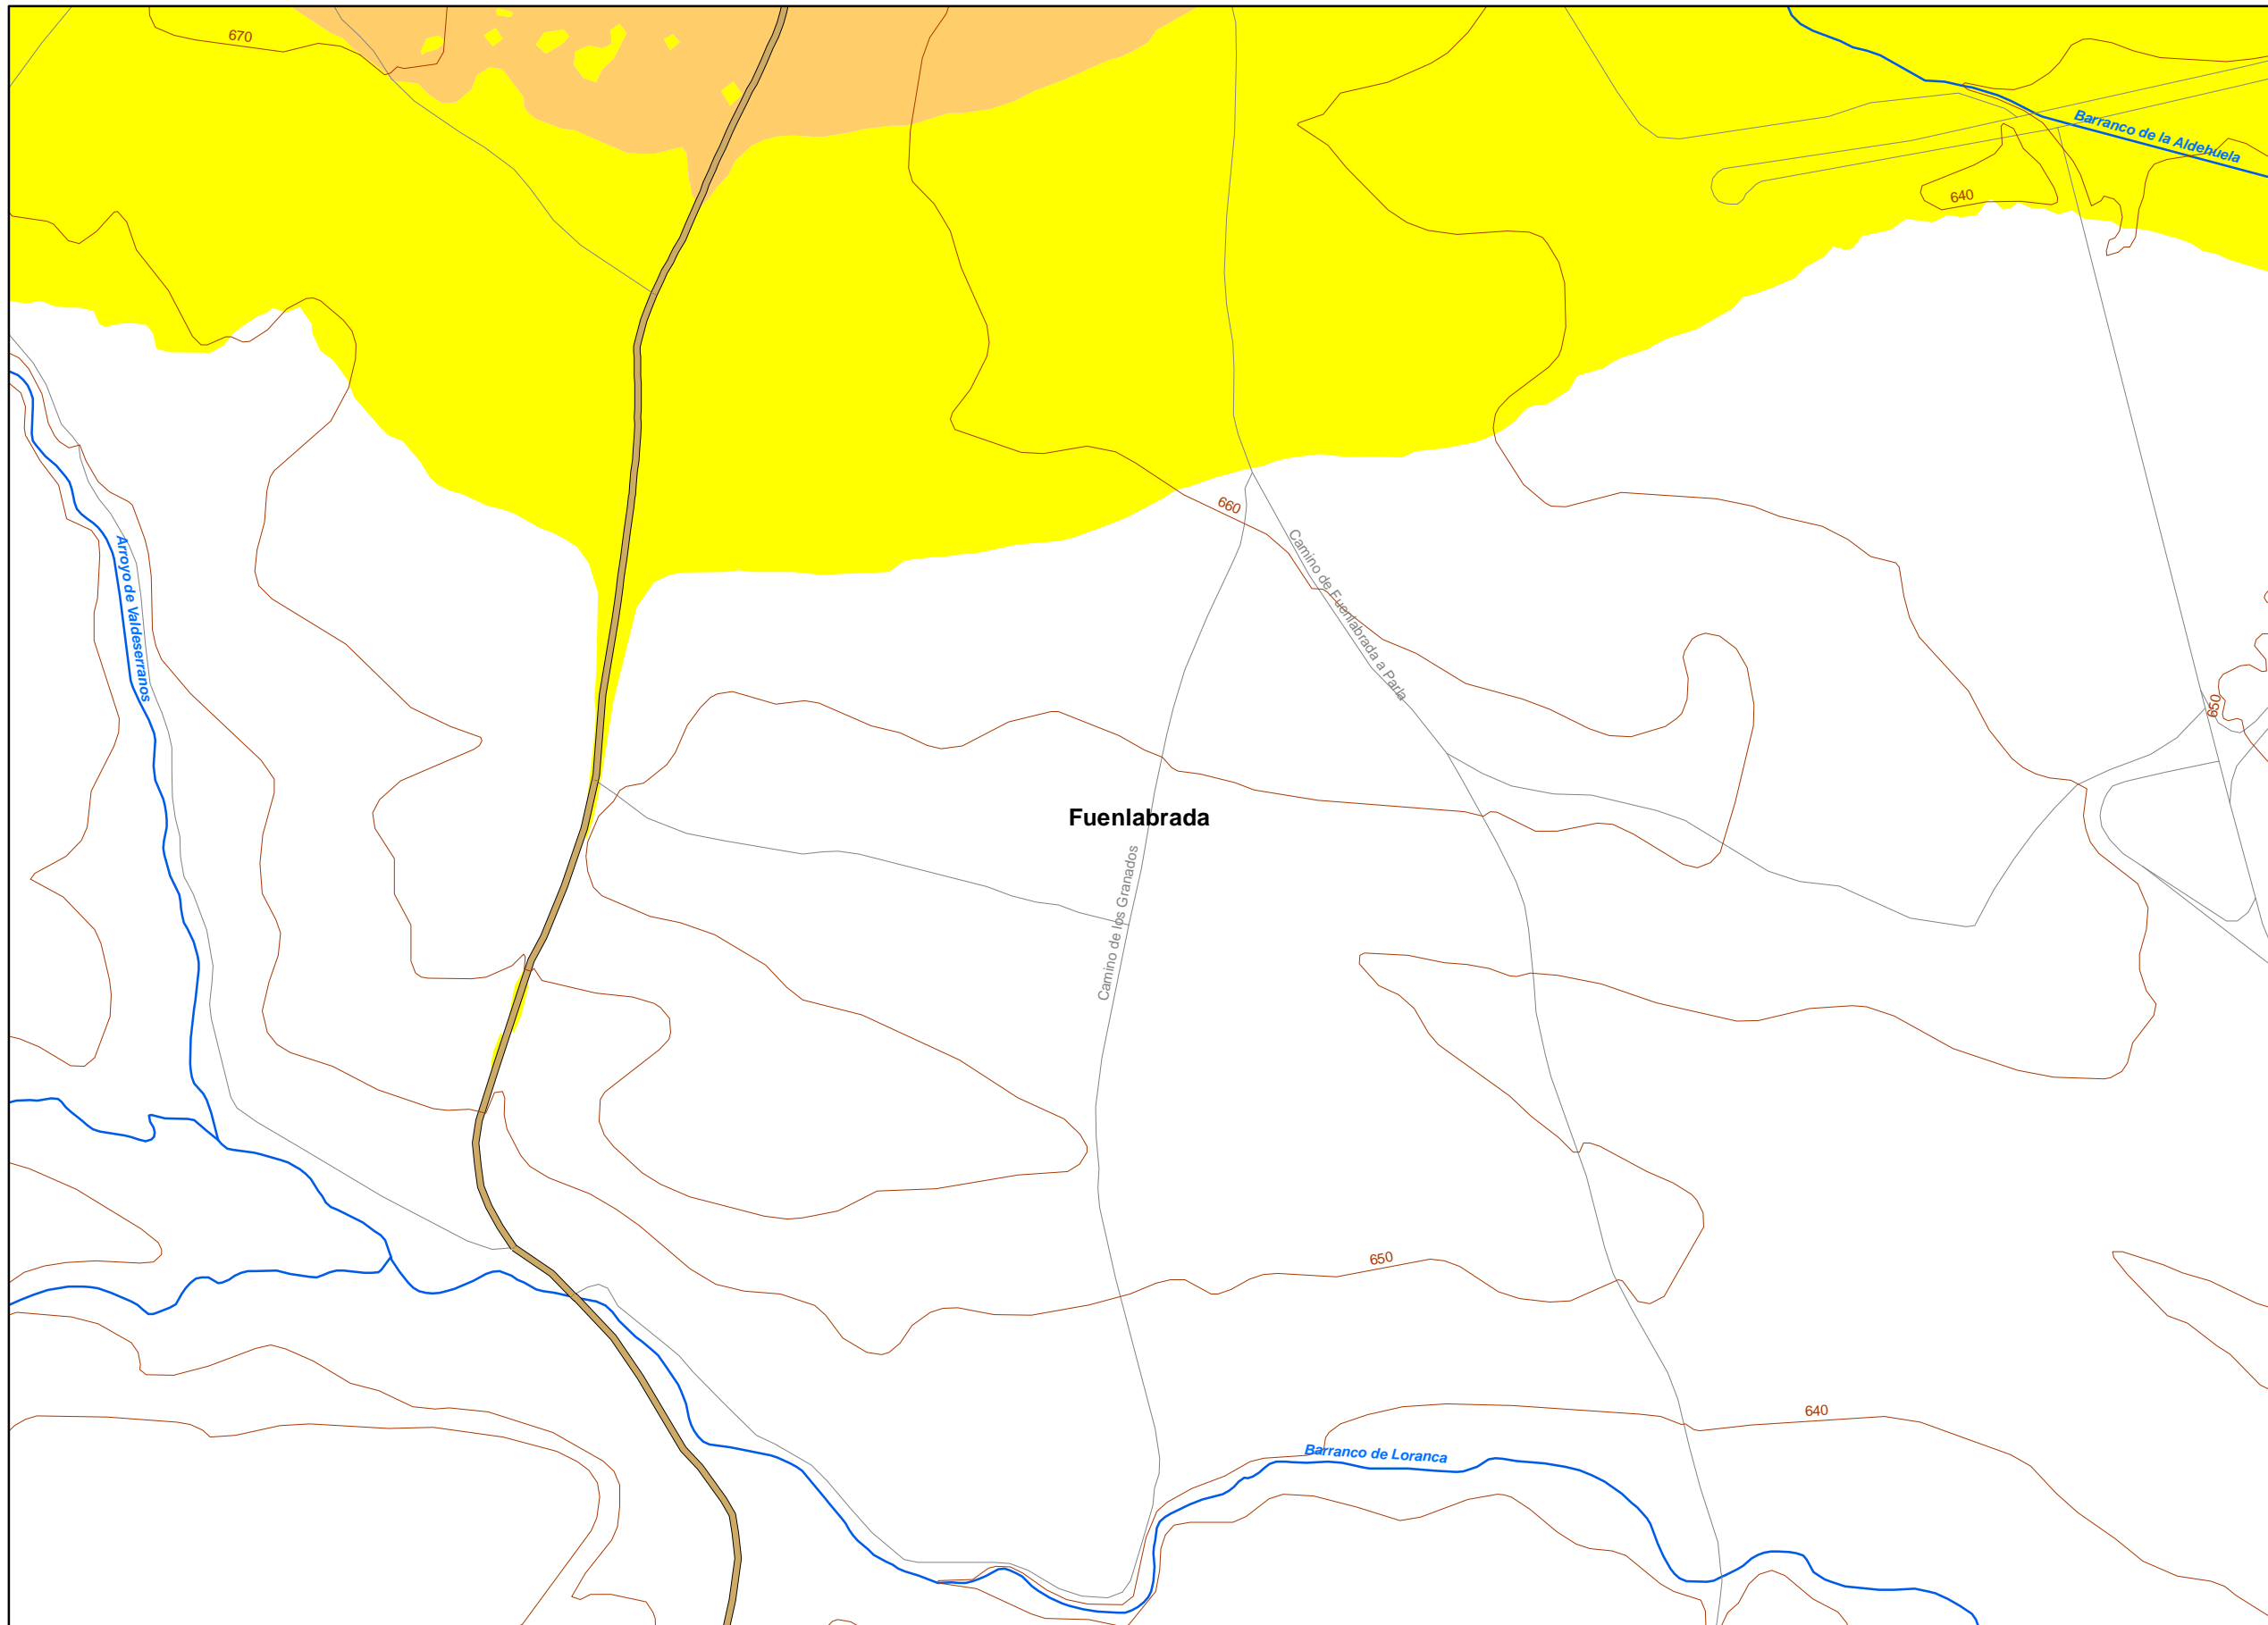 670
Barranco de la Aldehuela
640
660
Camino de Fuenlabrada a Parla
Arroyo de Valdeserranos
650
Fuenlabrada
Camino de los Granados
650
640
Barranco de Loranca